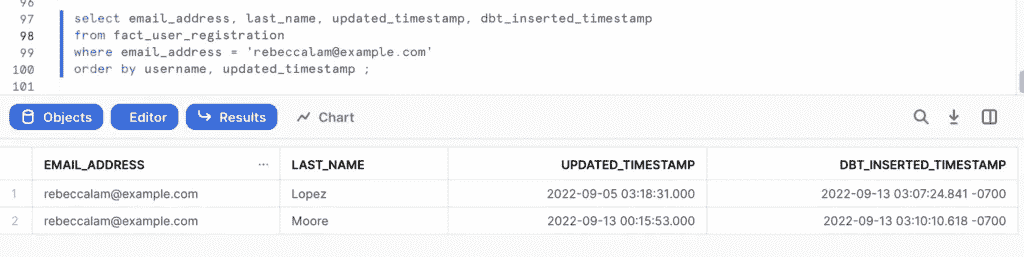 96
97 select email_address, last_name, updated_timestamp, dbt_inserted_timestamp
98 from fact_user_registration
99 where email_address = 'rebeccalam@example.com'
100 order by username, updated_timestamp ;
101
Objects Editor Results Chart
EMAIL_ADDRESS ... LAST_NAME UPDATED_TIMESTAMP DBT_INSERTED_TIMESTAMP
1 rebeccalam@example.com Lopez 2022-09-05 03:18:31.000 2022-09-13 03:07:24.841 -0700
2 rebeccalam@example.com Moore 2022-09-13 00:15:53.000 2022-09-13 03:10:10.618 -0700